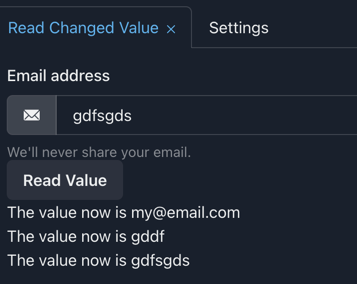 Read Changed Value ×
Settings
Email address
gdfsgds
We'll never share your email.
Read Value
The value now is my@email.com
The value now is gddf
The value now is gdfsgds